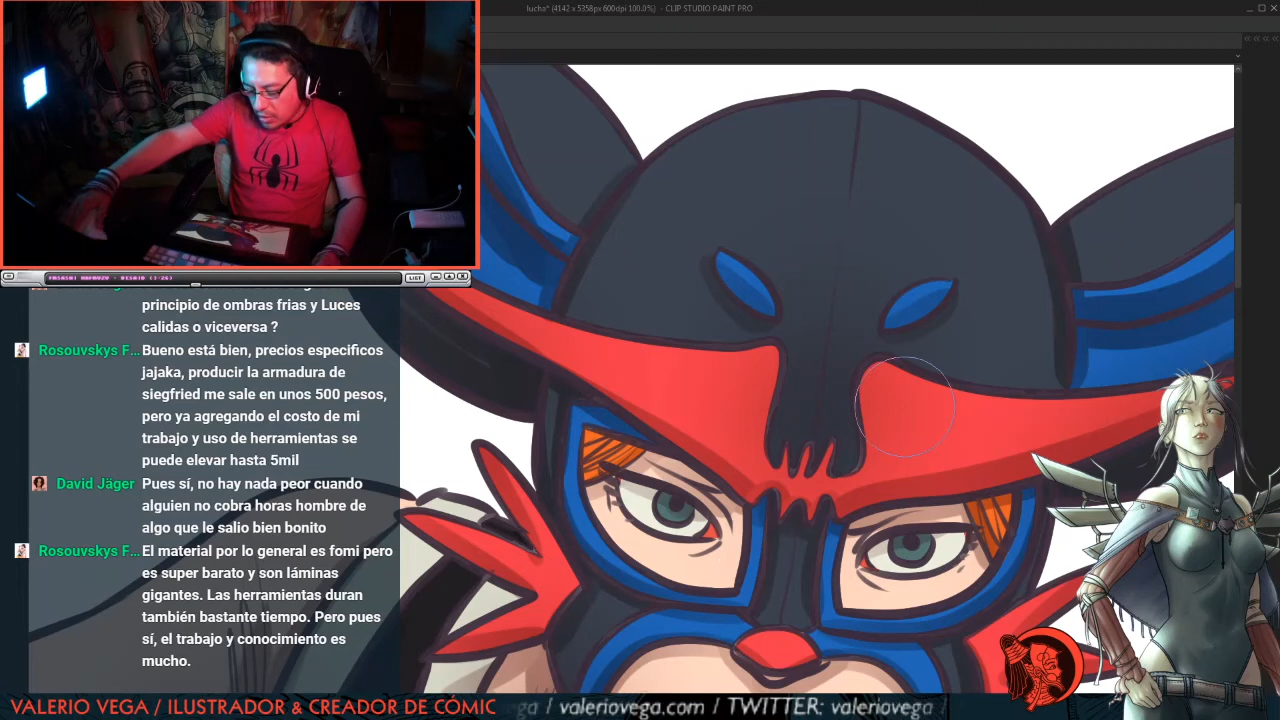 lucha* (4142 x 5358px 600dpi 100.0%) - CLIP STUDIO PAINT PRO
LIST
principio de ombras frias y Luces
calidas o viceversa ?
Rosouvskys F... Bueno está bien, precios especificos
jajaka, producir la armadura de
siegfried me sale en unos 500 pesos,
pero ya agregando el costo de mi
trabajo y uso de herramientas se
puede elevar hasta 5mil
David Jäger Pues sí, no hay nada peor cuando
alguien no cobra horas hombre de
algo que le salio bien bonito
Rosouvskys F... El material por lo general es fomi pero
es super barato y son láminas
gigantes. Las herramientas duran
también bastante tiempo. Pero pues
sí, el trabajo y conocimiento es
mucho.
VALERIO VEGA / ILUSTRADOR & CREADOR DE CÓMIC
ga / valeriovega.com / TWITTER: valeriovega /